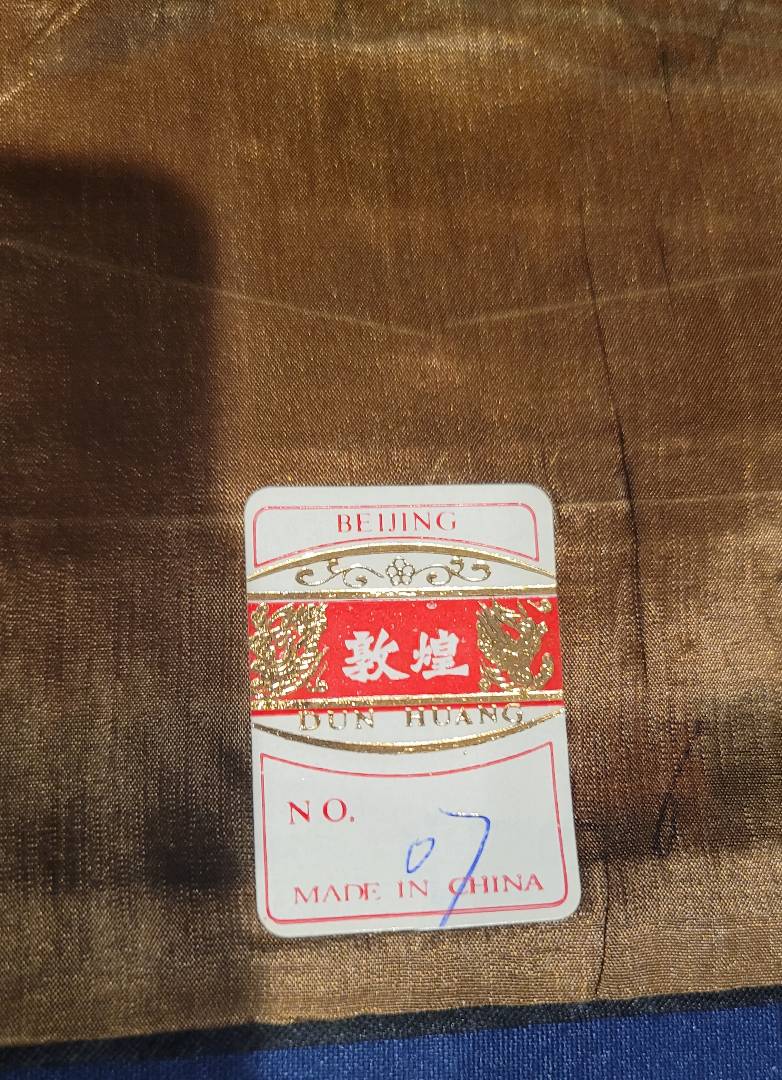 BEIJING
敦煌
DUN HUANG
NO.
07
MADE IN CHINA